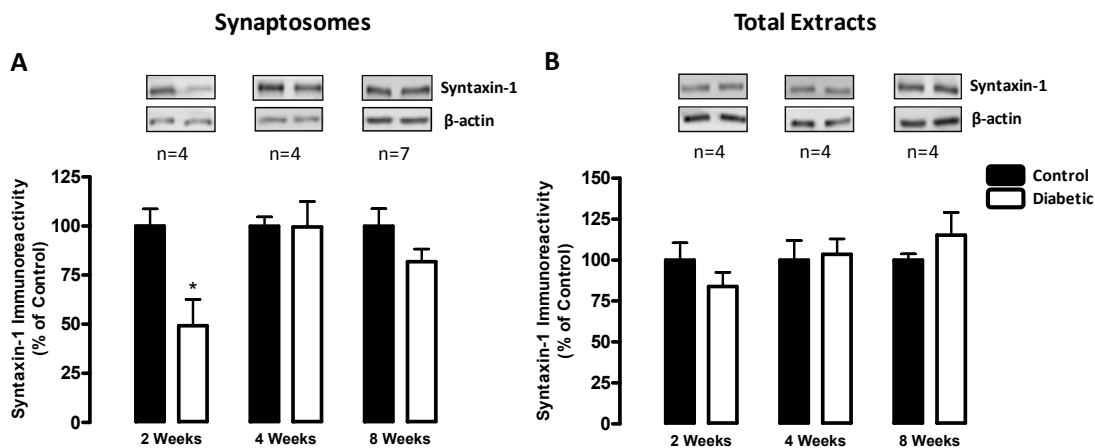 Synaptosomes
A
Syntaxin-1
β-actin
n=4 n=4 n=7
Syntaxin-1 Immunoreactivity
(% of Control)
125
100
75
50
25
0
*
2 Weeks 4 Weeks 8 Weeks
Total Extracts
B
Syntaxin-1
β-actin
n=4 n=4 n=4
Control
Diabetic
Syntaxin-1 Immunoreactivity
(% of Control)
150
125
100
75
50
25
0
2 Weeks 4 Weeks 8 Weeks